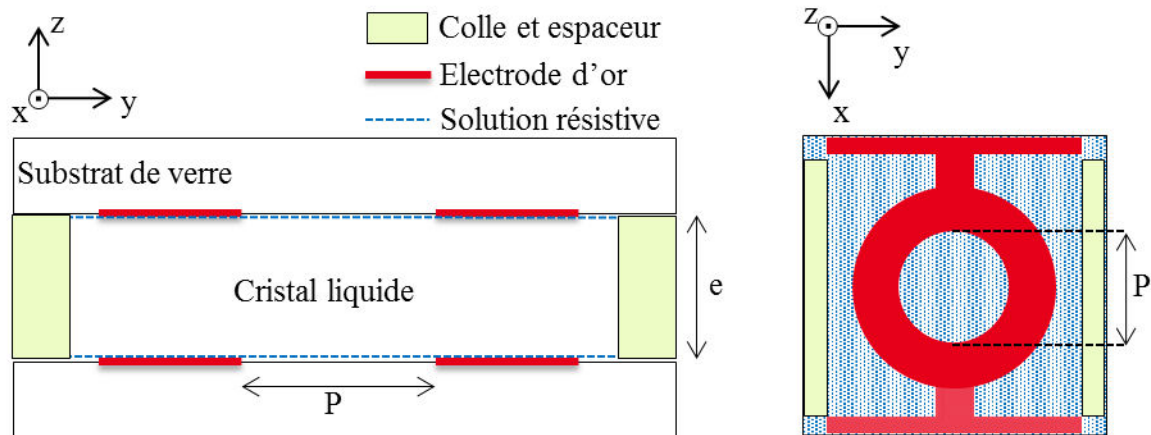 z
x
y
Colle et espaceur
Electrode d'or
Solution résistive
Substrat de verre
Cristal liquide
e
P
z
y
x
P